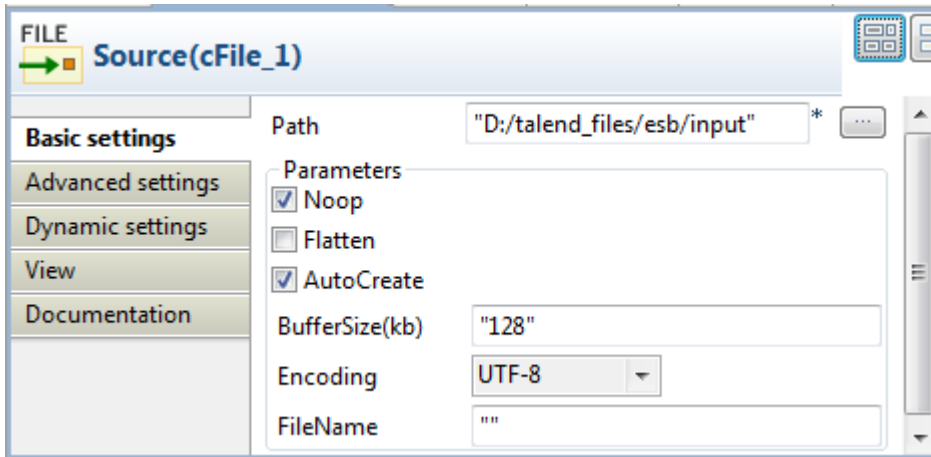 FILE
Source(cFile_1)
Basic settings
Advanced settings
Dynamic settings
View
Documentation
Path "D:/talend_files/esb/input" * ...
Parameters
Noop
Flatten
AutoCreate
BufferSize(kb) "128"
Encoding UTF-8
FileName ""